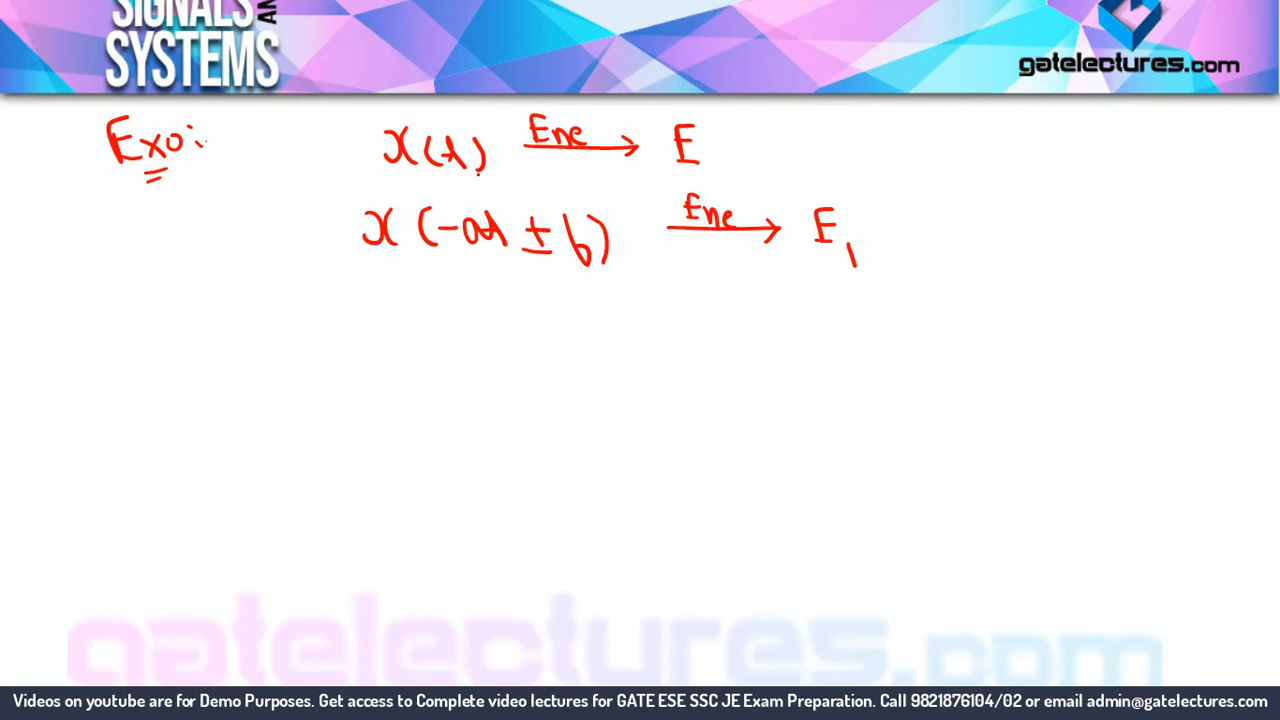 SIGNALS AND
SYSTEMS
gatelectures.com
Exo:
x(t) Ene → E
x(-at ± b) Ene → E1
gatelectures.com
Videos on youtube are for Demo Purposes. Get access to Complete video lectures for GATE ESE SSC JE Exam Preparation. Call 9821876104/02 or email admin@gatelectures.com